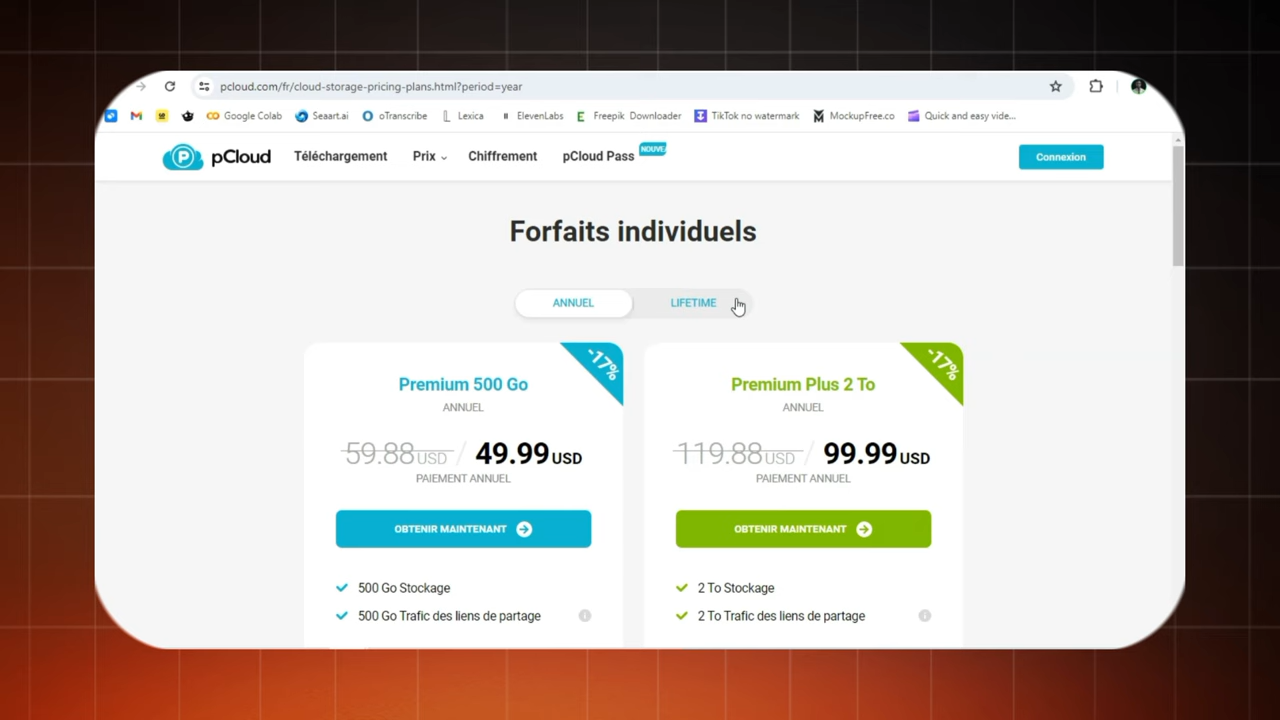 pcloud.com/fr/cloud-storage-pricing-plans.html?period=year
Google Colab Seaart.ai oTranscribe Lexica ElevenLabs Freepik Downloader TikTok no watermark MockupFree.co Quick and easy vide...
pCloud Téléchargement Prix Chiffrement pCloud Pass NOUVEA Connexion
Forfaits individuels
ANNUEL LIFETIME
-17% -17%
Premium 500 Go Premium Plus 2 To
ANNUEL ANNUEL
59.88 USD / 49.99 USD 119.88 USD / 99.99 USD
PAIEMENT ANNUEL PAIEMENT ANNUEL
OBTENIR MAINTENANT OBTENIR MAINTENANT
500 Go Stockage 2 To Stockage
500 Go Trafic des liens de partage 2 To Trafic des liens de partage